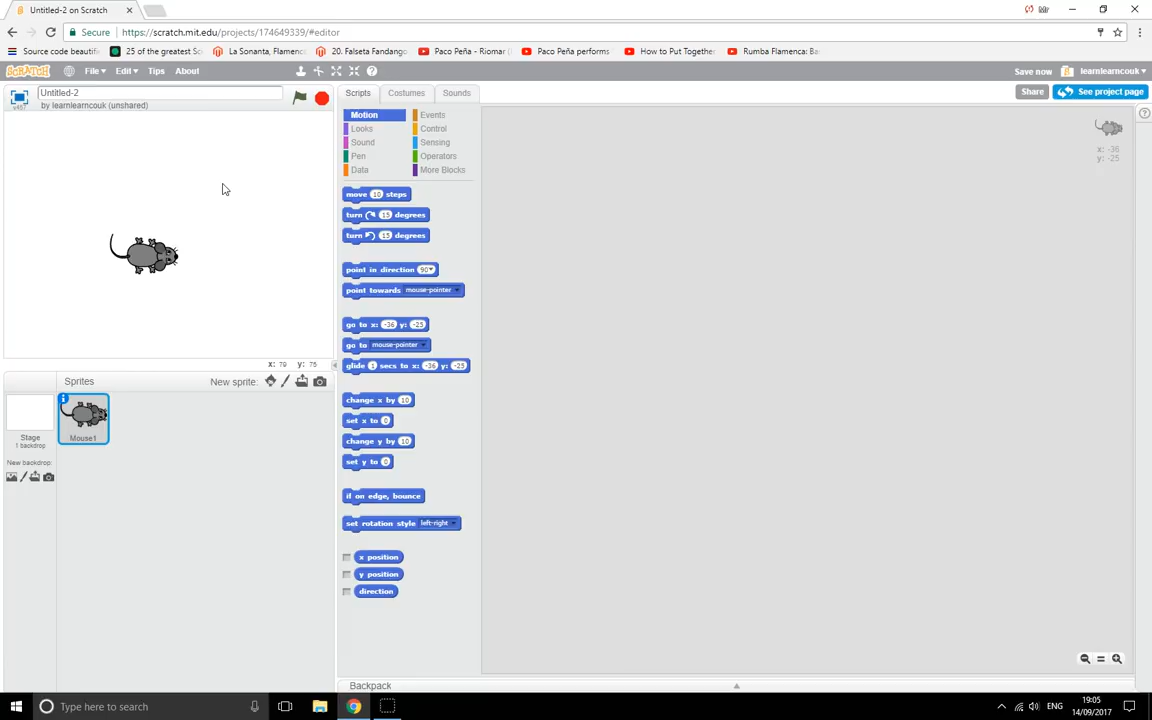 Untitled-2 on Scratch
Mr
Secure https://scratch.mit.edu/projects/174649339/#editor
Source code beautif
25 of the greatest Sc
La Sonanta, Flamenc
20. Falseta Fandango
Paco Peña - Riomar (
Paco Peña performs
How to Put Together
Rumba Flamenca: Ba
SCRATCH
File
Edit
Tips
About
Save now
learnlearncouk
Untitled-2
by learnlearncouk (unshared)
v457
Share
See project page
Scripts
Costumes
Sounds
Motion
Looks
Sound
Pen
Data
Events
Control
Sensing
Operators
More Blocks
move 10 steps
turn 15 degrees
turn 15 degrees
point in direction 90
point towards mouse-pointer
go to x: -36 y: -25
go to mouse-pointer
glide 1 secs to x: -36 y: -25
change x by 10
set x to 0
change y by 10
set y to 0
if on edge, bounce
set rotation style left-right
x position
y position
direction
x: -36
y: -25
x: 79 y: 75
Sprites
New sprite:
Stage
1 backdrop
New backdrop:
Mouse1
Backpack
Type here to search
ENG
19:05
14/09/2017